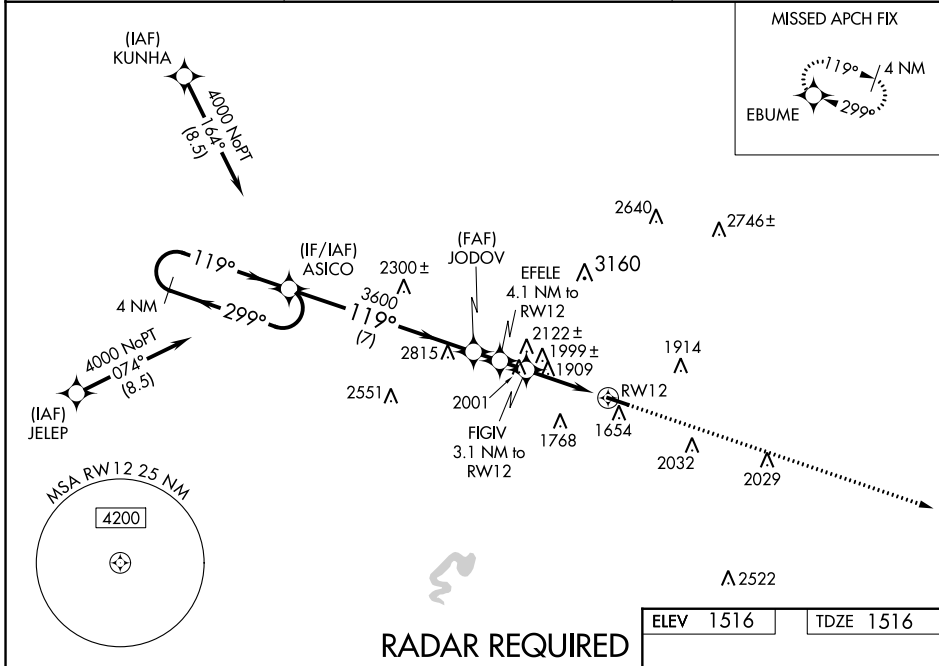 MISSED APCH FIX
119°
4 NM
EBUME
299°
(IAF)
KUNHA
4000 NoPT
164°
(8.5)
2640
2746±
(FAF)
JODOV
(IF/IAF)
ASICO
2300±
EFELE
4.1 NM to
RW12
3160
119°
4 NM
299°
3600
119°
(7)
2122±
1999±
1909
2815
1914
4000 NoPT
074°
(8.5)
2551
2001
RW12
(IAF)
JELEP
FIGIV
3.1 NM to
RW12
1768
1654
2032
2029
MSA RW12 25 NM
4200
2522
RADAR REQUIRED
ELEV 1516
TDZE 1516